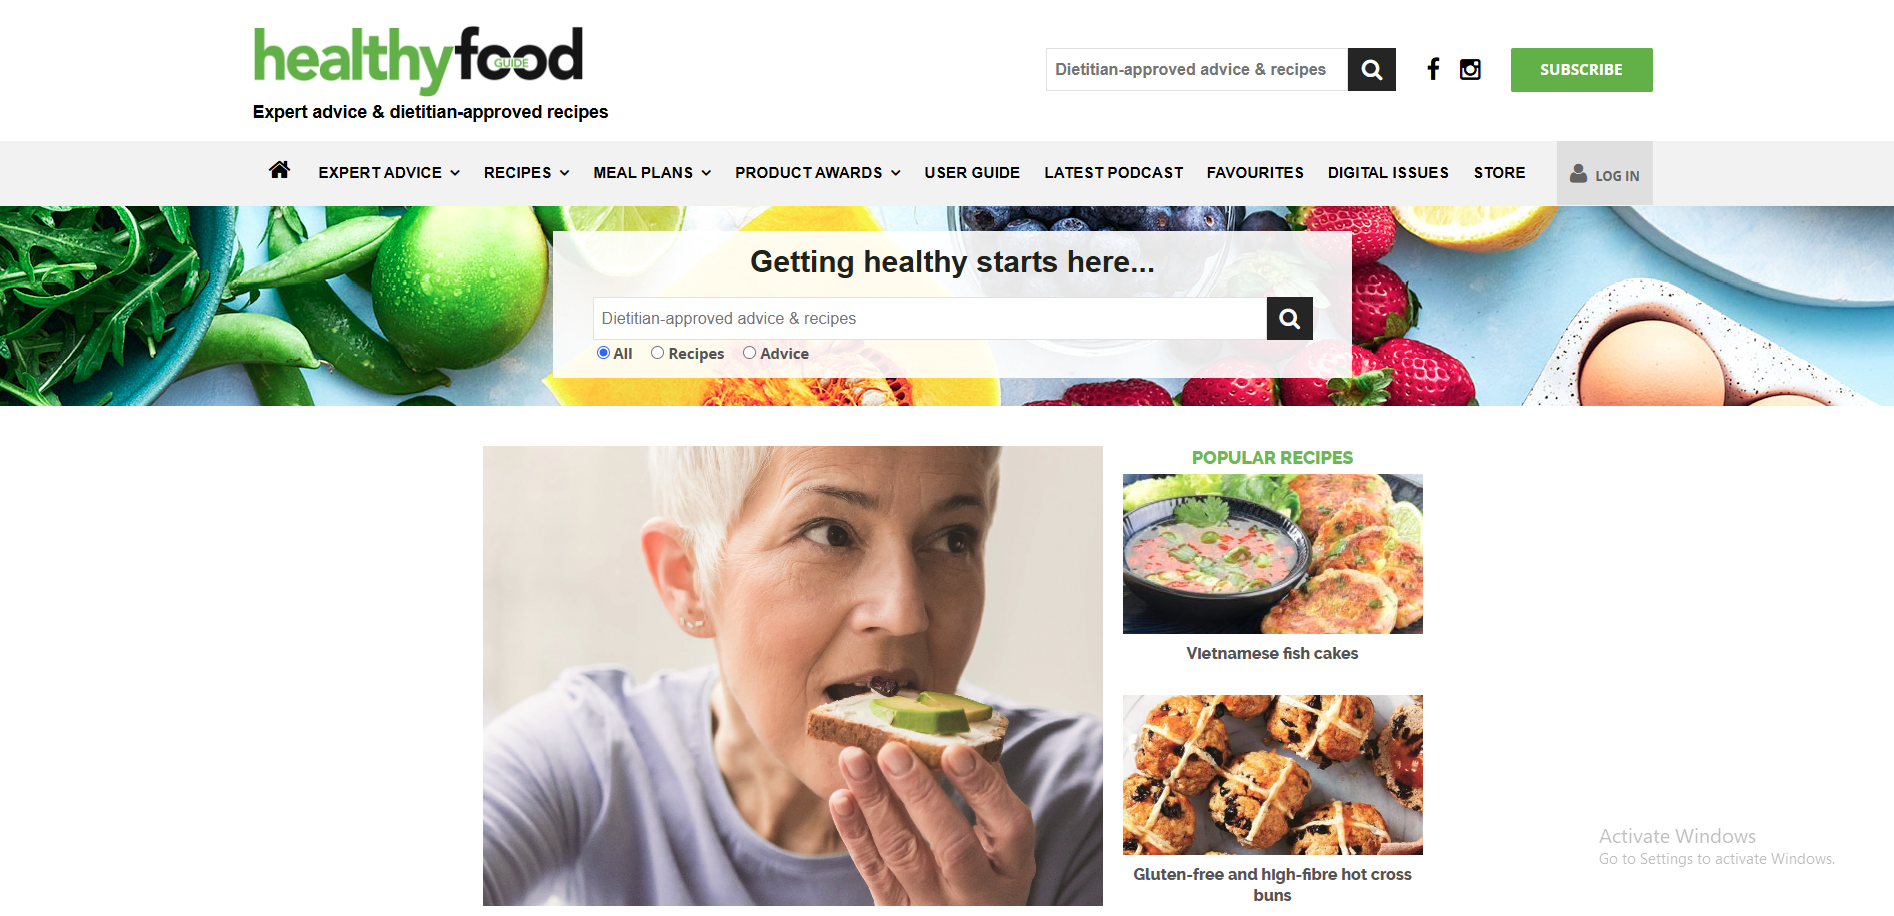 healthyfood
GUIDE
Expert advice & dietitian-approved recipes
Dietitian-approved advice & recipes
SUBSCRIBE
EXPERT ADVICE
RECIPES
MEAL PLANS
PRODUCT AWARDS
USER GUIDE
LATEST PODCAST
FAVOURITES
DIGITAL ISSUES
STORE
LOG IN
Getting healthy starts here...
Dietitian-approved advice & recipes
All
Recipes
Advice
POPULAR RECIPES
VIetnamese fish cakes
Gluten-free and high-fibre hot cross
buns
Activate Windows
Go to Settings to activate Windows.